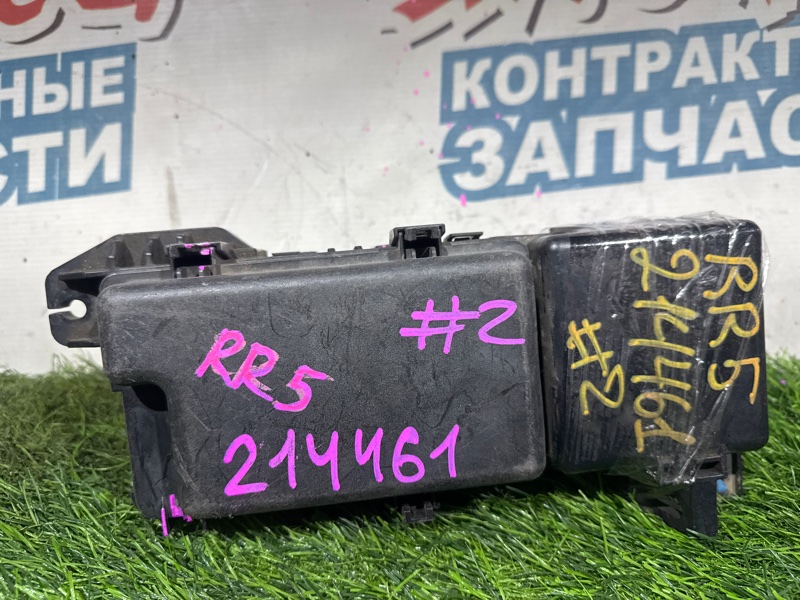 НЫЕ
СТИ
КОНТРАКТ
ЗАПЧАС
#2
RR5
214461
RR5
214461
#2